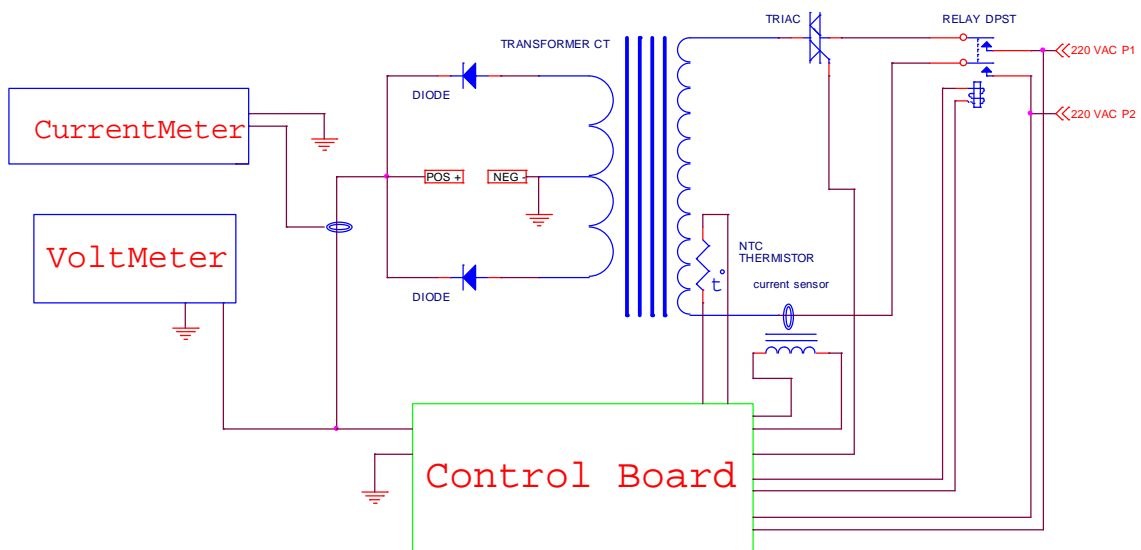 TRIAC
RELAY DPST
TRANSFORMER CT
220 VAC P1
DIODE
CurrentMeter
220 VAC P2
POS +
NEG -
VoltMeter
NTC
THERMISTOR
t°
current sensor
DIODE
Control Board